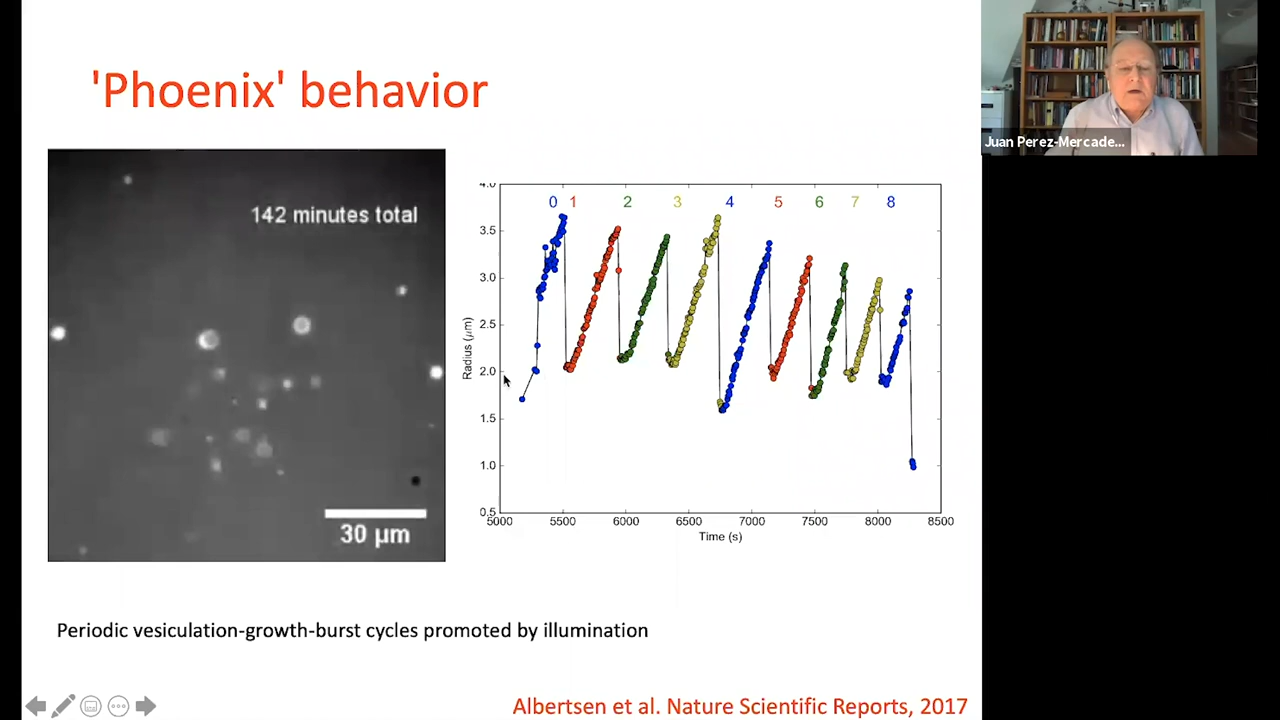 'Phoenix' behavior
Juan Perez-Mercade...
142 minutes total
30 µm
4.0
3.5
3.0
2.5
2.0
1.5
1.0
0.5
Radius (µm)
0 1 2 3 4 5 6 7 8
5000 5500 6000 6500 7000 7500 8000 8500
Time (s)
Periodic vesiculation-growth-burst cycles promoted by illumination
Albertsen et al. Nature Scientific Reports, 2017